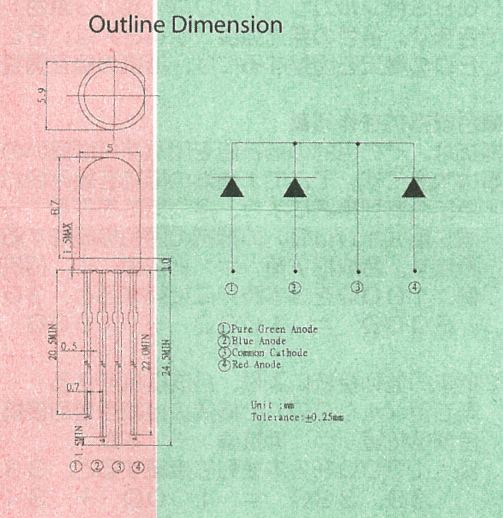 Outline Dimension
5.9
5
8.7
1.5MAX
1.0
20.5MIN
0.5
0.7
22.0MIN
24.5MIN
1.5MIN
① ② ③ ④
① ② ③ ④
①Pure Green Anode
②Blue Anode
③Common Cathode
④Red Anode
Unit :mm
Tolerance:±0.25mm